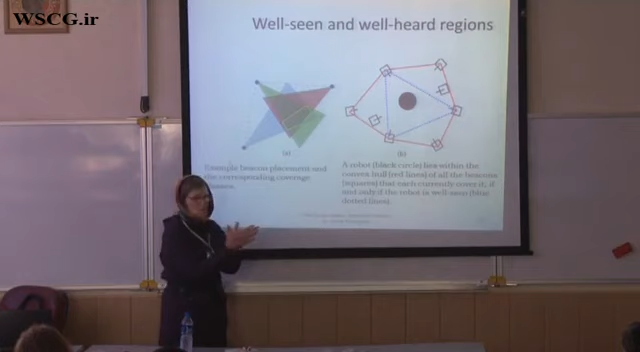 WSCG.ir
Well-seen and well-heard regions
(a)
(b)
Example beacon placement and
the corresponding coverage
A robot (black circle) lies within the
convex hull (red lines) of all the beacons
(squares) that each currently cover it, if
and only if the robot is well-seen (blue
dotted lines).